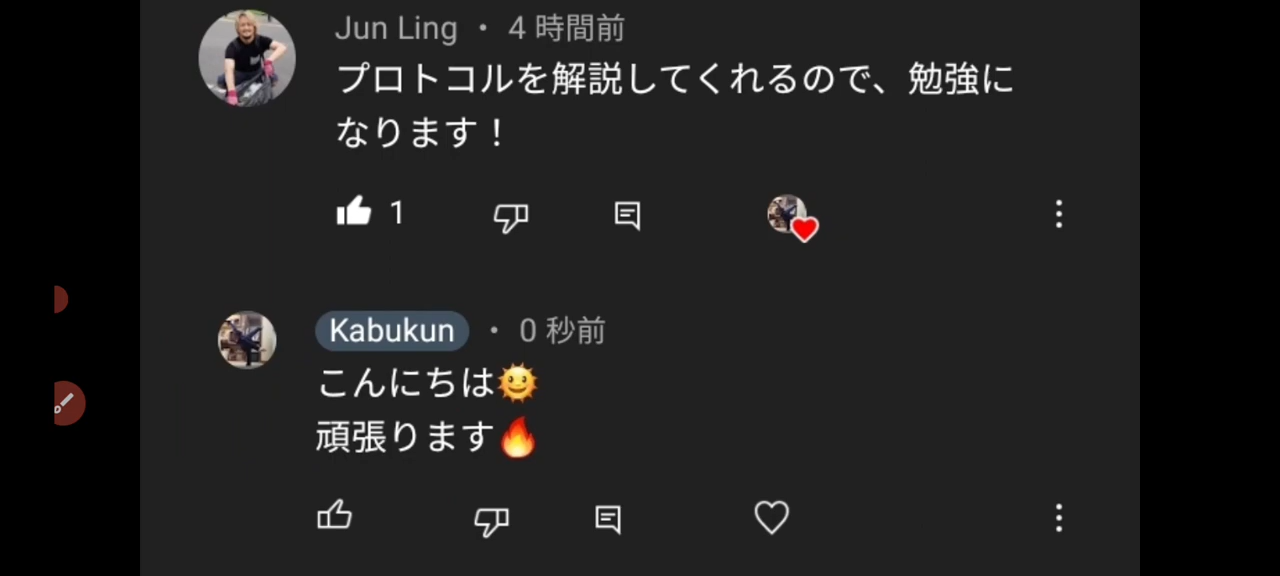 Jun Ling ・ 4 時間前
プロトコルを解説してくれるので、勉強に
なります！
1
Kabukun ・ 0 秒前
こんにちは🌞
頑張ります🔥